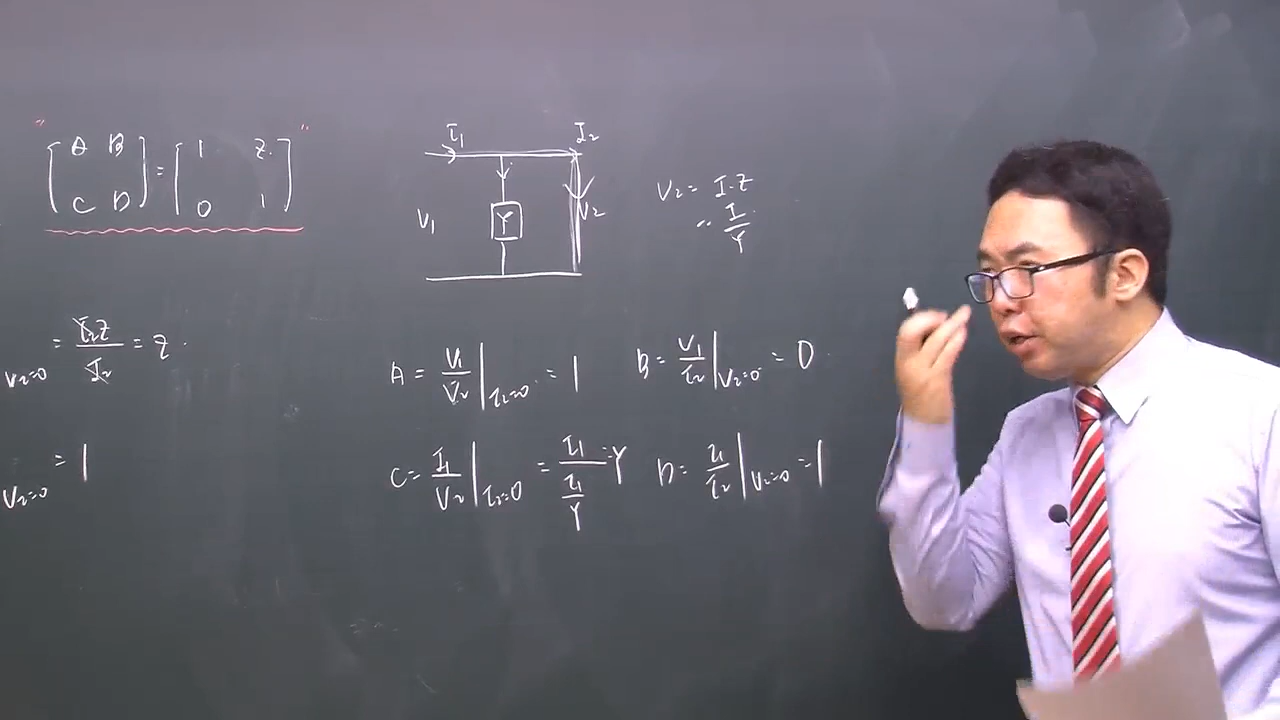 " [A B; C D] = [1 Z; 0 1] "
V₂=0 = I₂Z/I₂ = Z.
V₂=0 = 1
I₁ I₂
V₁ Y V₂
V₂ = I·Z
= I/Y
A = V₁/V₂ | I₂=0 = 1
B = V₁/I₂ | V₂=0 = 0
C = I₁/V₂ | I₂=0 = I₁/(I₁/Y) = Y
D = I₁/I₂ | V₂=0 = 1